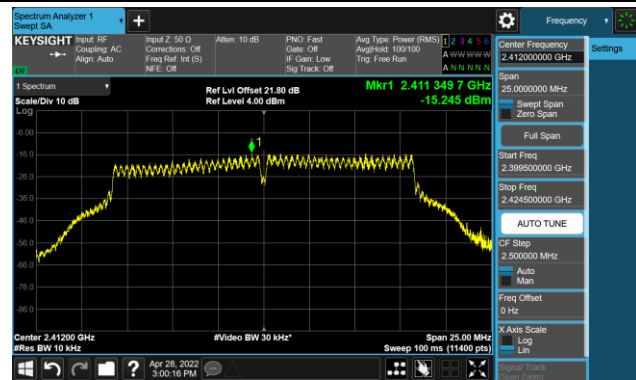 Spectrum Analyzer 1
Swept SA
Frequency
KEYSIGHT
Input: RF
Coupling: AC
Align: Auto
Input Z: 50 Ω
Corrections: Off
Freq Ref: Int (S)
NFE: Off
Atten: 10 dB
PNO: Fast
Gate: Off
IF Gain: Low
Sig Track: Off
Avg Type: Power (RMS)
Avg|Hold: 100/100
Trig: Free Run
1 2 3 4 5 6
A W W W W W
A N N N N N
LW
1 Spectrum
Scale/Div 10 dB
Log
Ref Lvl Offset 21.80 dB
Ref Level 4.00 dBm
Mkr1 2.411 349 7 GHz
-15.245 dBm
1
-6.00
-16.0
-26.0
-36.0
-46.0
-56.0
-66.0
-76.0
-86.0
Center 2.41200 GHz
#Res BW 10 kHz
#Video BW 30 kHz*
Span 25.00 MHz
Sweep 100 ms (11400 pts)
Apr 28, 2022
3:00:16 PM
Center Frequency
2.412000000 GHz
Settings
Span
25.0000000 MHz
Swept Span
Zero Span
Full Span
Start Freq
2.399500000 GHz
Stop Freq
2.424500000 GHz
AUTO TUNE
CF Step
2.500000 MHz
Auto
Man
Freq Offset
0 Hz
X Axis Scale
Log
Lin
Signal Track
(Span Zoom)